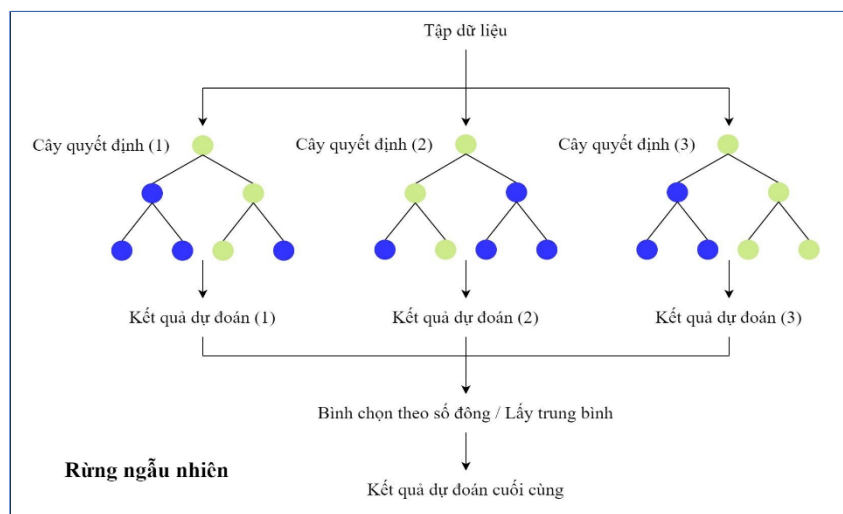 Tập dữ liệu
Cây quyết định (1)
Cây quyết định (2)
Cây quyết định (3)
Kết quả dự đoán (1)
Kết quả dự đoán (2)
Kết quả dự đoán (3)
Bình chọn theo số đông / Lấy trung bình
Rừng ngẫu nhiên
Kết quả dự đoán cuối cùng